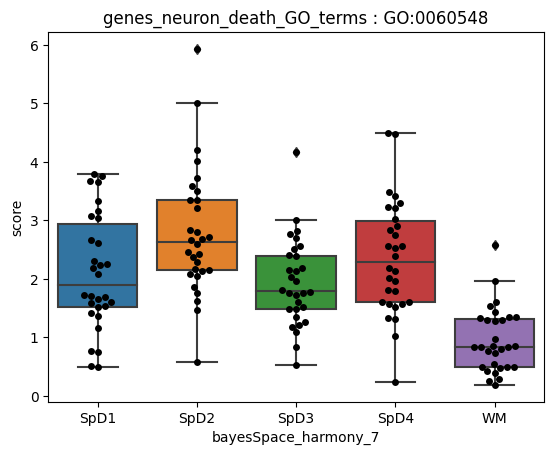 genes_neuron_death_GO_terms : GO:0060548
6
5
4
3
2
1
0
score
SpD1 SpD2 SpD3 SpD4 WM
bayesSpace_harmony_7